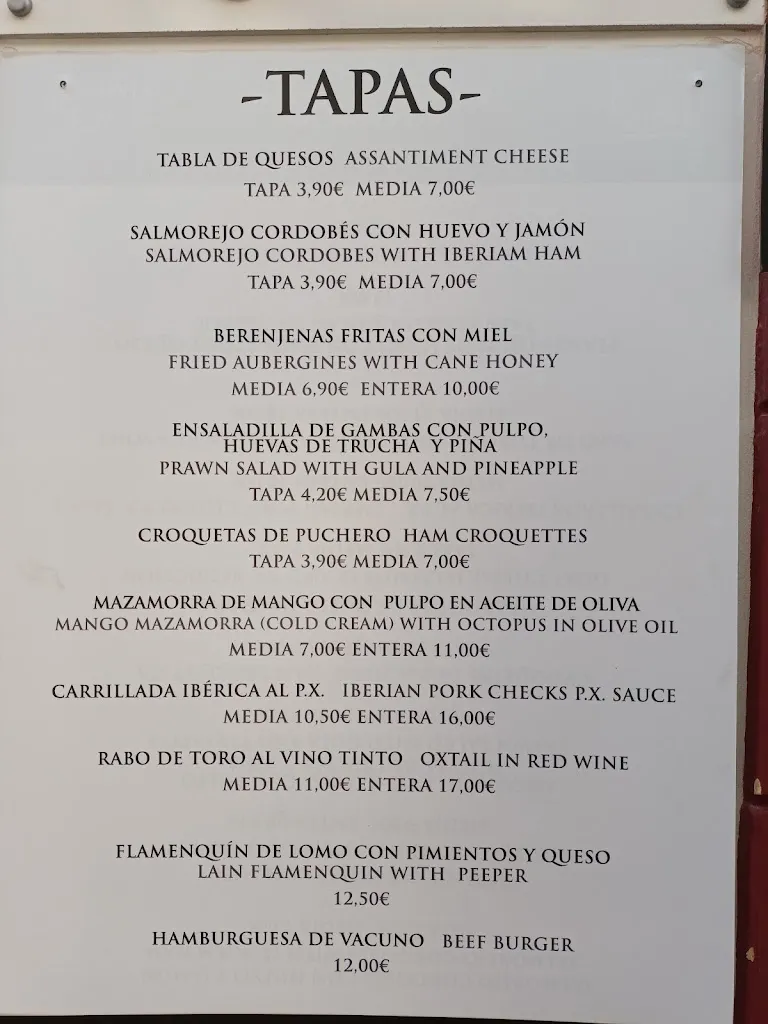 -TAPAS-
TABLA DE QUESOS ASSANTIMENT CHEESE
TAPA 3,90€ MEDIA 7,00€
SALMOREJO CORDOBÉS CON HUEVO Y JAMÓN
SALMOREJO CORDOBES WITH IBERIAM HAM
TAPA 3,90€ MEDIA 7,00€
BERENJENAS FRITAS CON MIEL
FRIED AUBERGINES WITH CANE HONEY
MEDIA 6,90€ ENTERA 10,00€
ENSALADILLA DE GAMBAS CON PULPO,
HUEVAS DE TRUCHA Y PIÑA
PRAWN SALAD WITH GULA AND PINEAPPLE
TAPA 4,20€ MEDIA 7,50€
CROQUETAS DE PUCHERO HAM CROQUETTES
TAPA 3,90€ MEDIA 7,00€
MAZAMORRA DE MANGO CON PULPO EN ACEITE DE OLIVA
MANGO MAZAMORRA (COLD CREAM) WITH OCTOPUS IN OLIVE OIL
MEDIA 7,00€ ENTERA 11,00€
CARRILLADA IBÉRICA AL P.X. IBERIAN PORK CHECKS P.X. SAUCE
MEDIA 10,50€ ENTERA 16,00€
RABO DE TORO AL VINO TINTO OXTAIL IN RED WINE
MEDIA 11,00€ ENTERA 17,00€
FLAMENQUÍN DE LOMO CON PIMIENTOS Y QUESO
LAIN FLAMENQUIN WITH PEEPER
12,50€
HAMBURGUESA DE VACUNO BEEF BURGER
12,00€